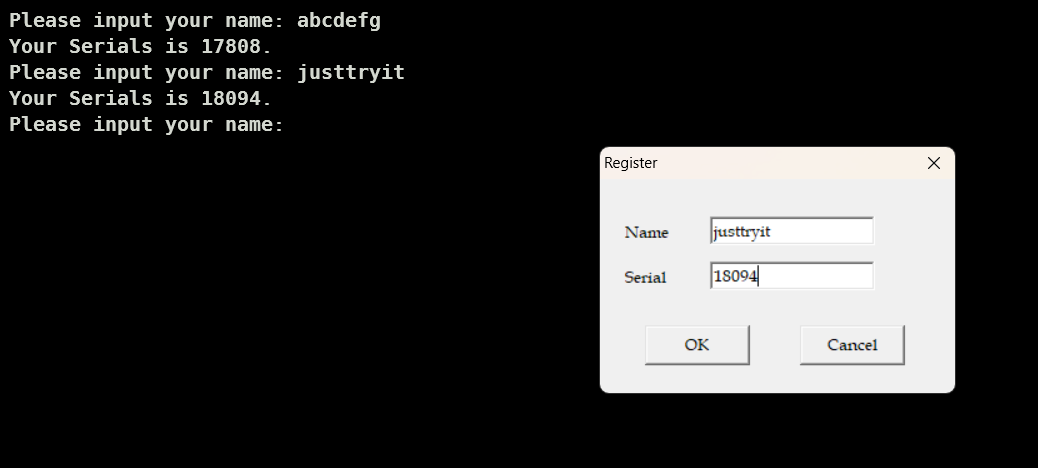 Please input your name: abcdefg
Your Serials is 17808.
Please input your name: justtryit
Your Serials is 18094.
Please input your name:
Register
Name justtryit
Serial 18094
OK Cancel